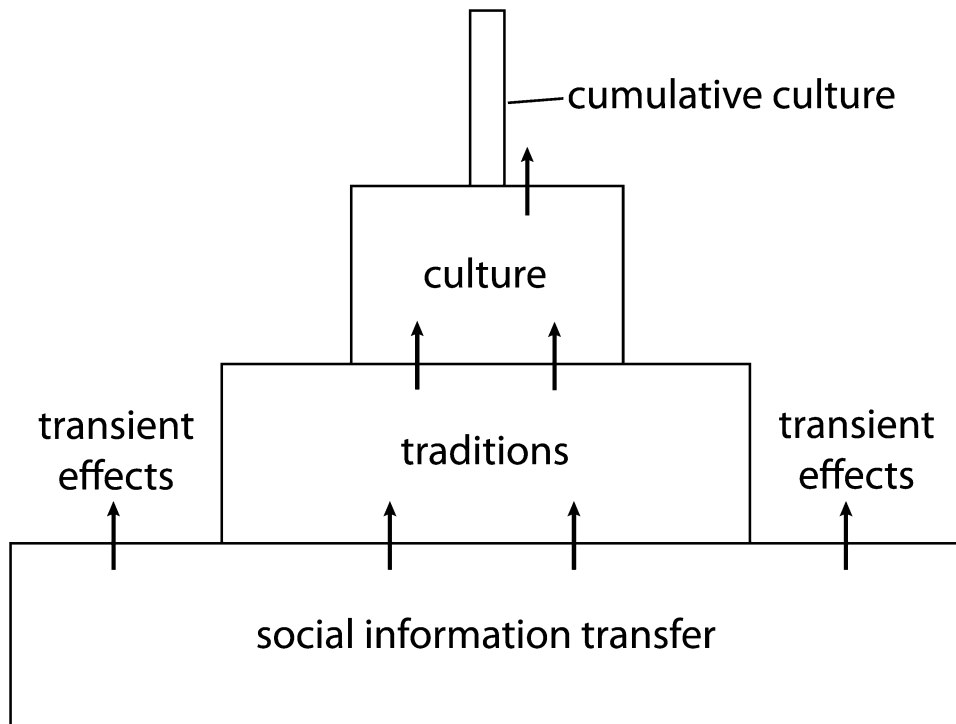 cumulative culture
culture
transient
effects
traditions
transient
effects
social information transfer